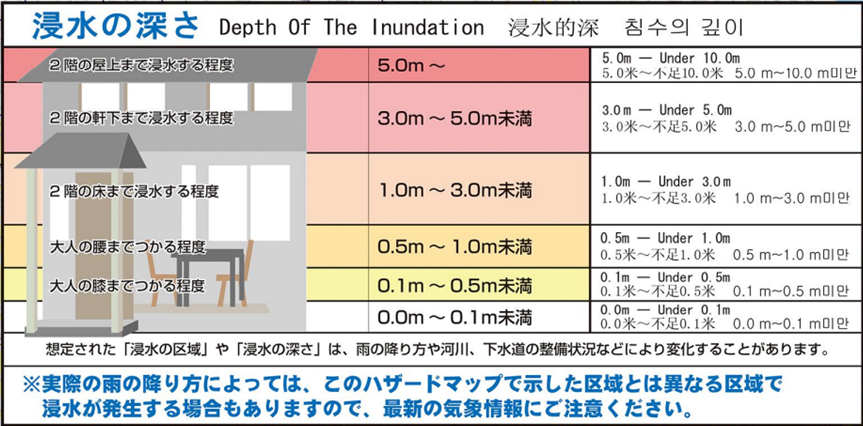 浸水の深さ Depth Of The Inundation 浸水的深 침수의 깊이
2階の屋上まで浸水する程度 5.0m～ 5.0m － Under 10.0m
5.0米～不足10.0米 5.0 m~10.0 m미만
2階の軒下まで浸水する程度 3.0m～5.0m未満 3.0m － Under 5.0m
3.0米～不足5.0米 3.0 m~5.0 m미만
2階の床まで浸水する程度 1.0m～3.0m未満 1.0m － Under 3.0m
1.0米～不足3.0米 1.0 m~3.0 m미만
大人の腰までつかる程度 0.5m～1.0m未満 0.5m － Under 1.0m
0.5米～不足1.0米 0.5 m~1.0 m미만
大人の膝までつかる程度 0.1m～0.5m未満 0.1m － Under 0.5m
0.1米～不足0.5米 0.1 m~0.5 m미만
0.0m～0.1m未満 0.0m － Under 0.1m
0.0米～不足0.1米 0.0 m~0.1 m미만
想定された「浸水の区域」や「浸水の深さ」は、雨の降り方や河川、下水道の整備状況などにより変化することがあります。
※実際の雨の降り方によっては、このハザードマップで示した区域とは異なる区域で
浸水が発生する場合もありますので、最新の気象情報にご注意ください。